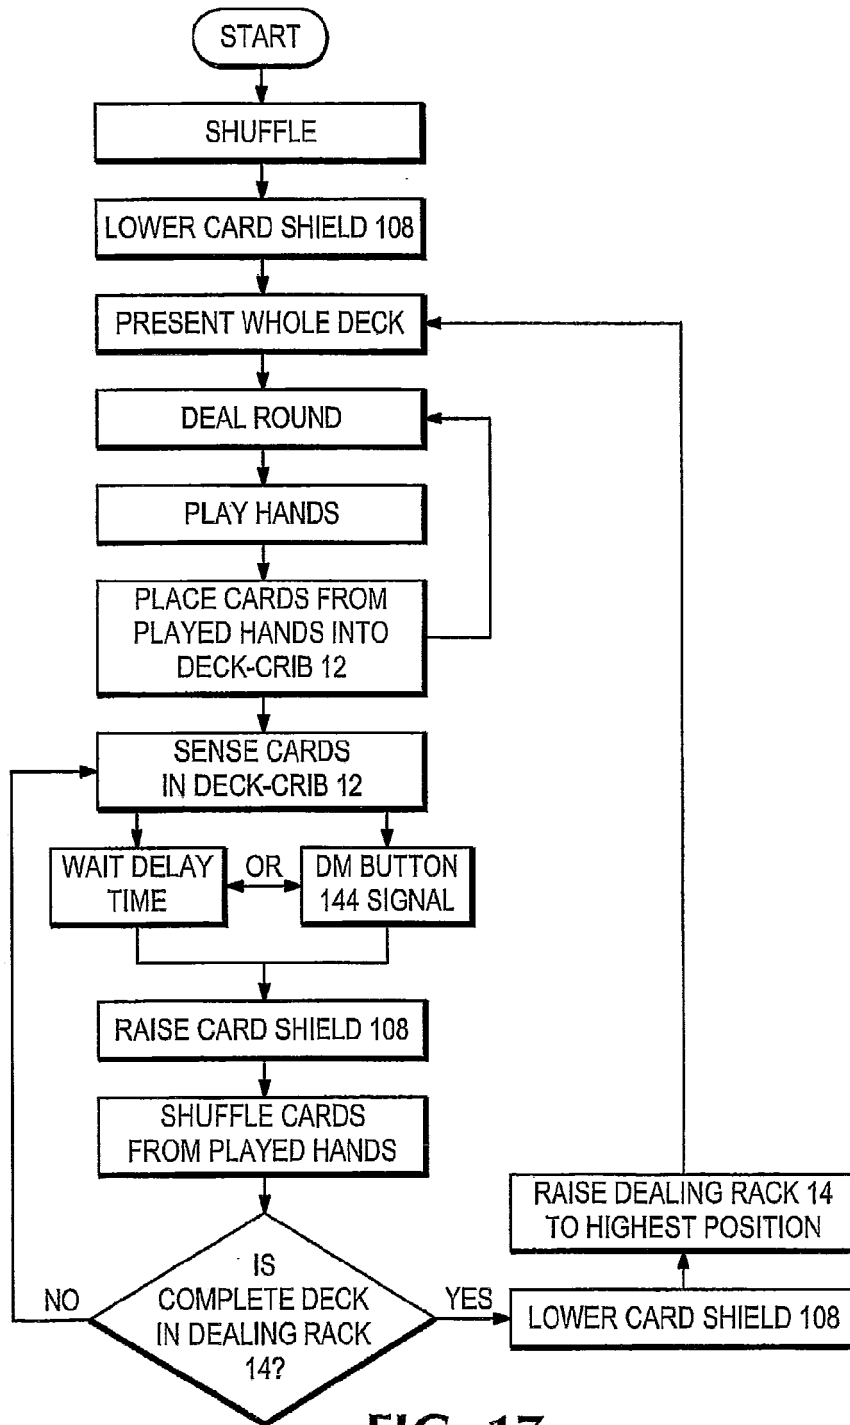 START
SHUFFLE
LOWER CARD SHIELD 108
PRESENT WHOLE DECK
DEAL ROUND
PLAY HANDS
PLACE CARDS FROM
PLAYED HANDS INTO
DECK-CRIB 12
SENSE CARDS
IN DECK-CRIB 12
WAIT DELAY
TIME
OR
DM BUTTON
144 SIGNAL
RAISE CARD SHIELD 108
SHUFFLE CARDS
FROM PLAYED HANDS
IS
COMPLETE DECK
IN DEALING RACK
14?
NO
YES
LOWER CARD SHIELD 108
RAISE DEALING RACK 14
TO HIGHEST POSITION
FIG. 17